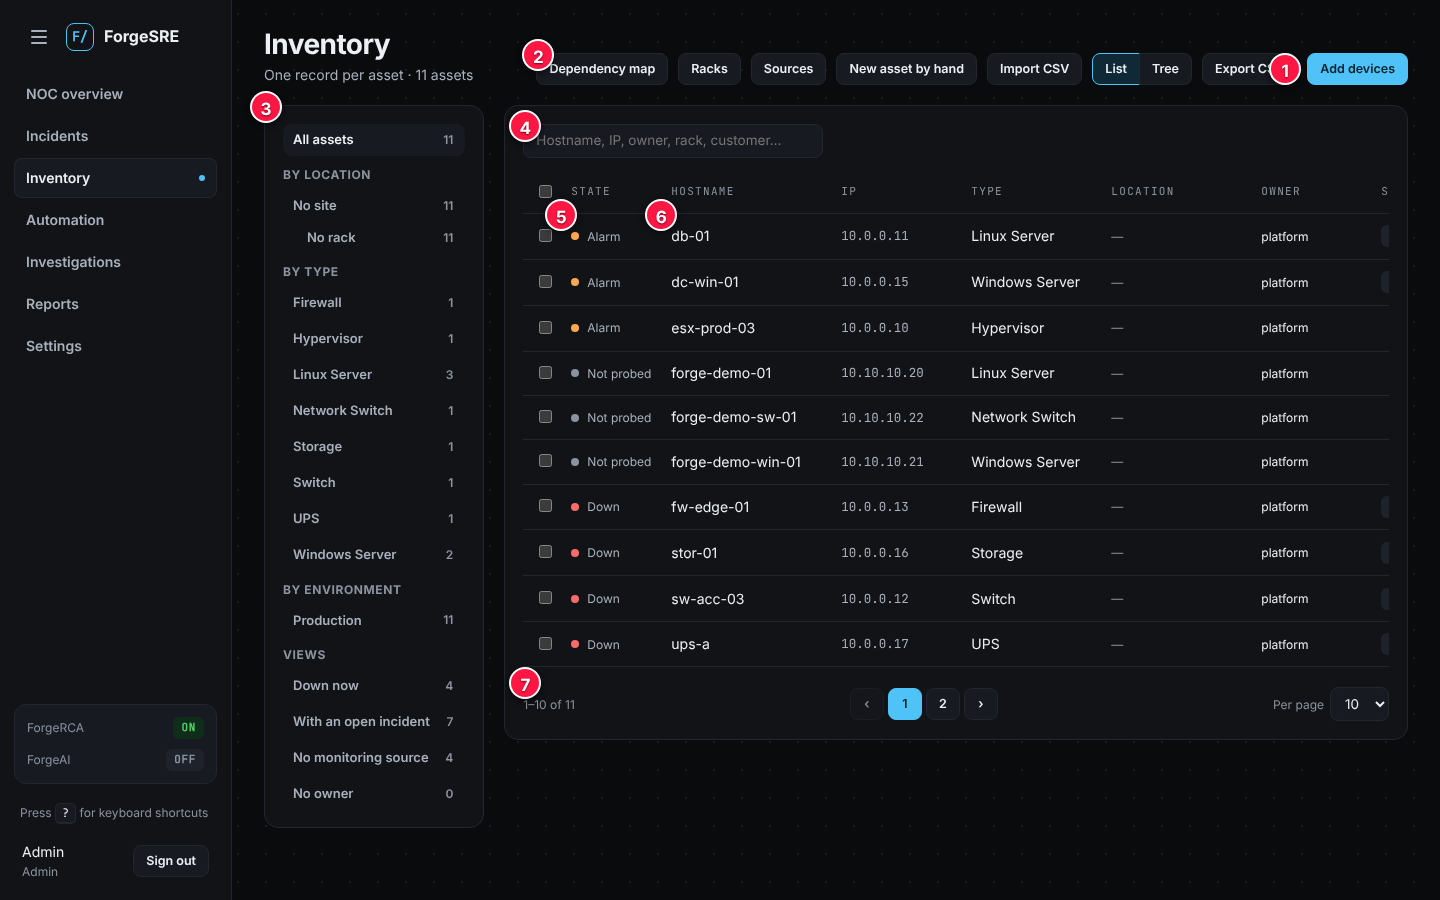 F/ ForgeSRE
NOC overview
Incidents
Inventory
Automation
Investigations
Reports
Settings
ForgeRCA ON
ForgeAI OFF
Press ? for keyboard shortcuts
Admin
Admin
Sign out
Inventory
One record per asset · 11 assets
2 Dependency map Racks Sources New asset by hand Import CSV List Tree Export 1 Add devices
3
All assets 11
BY LOCATION
No site 11
No rack 11
BY TYPE
Firewall 1
Hypervisor 1
Linux Server 3
Network Switch 1
Storage 1
Switch 1
UPS 1
Windows Server 2
BY ENVIRONMENT
Production 11
VIEWS
Down now 4
With an open incident 7
No monitoring source 4
No owner 0
4
Hostname, IP, owner, rack, customer...
STATE HOSTNAME IP TYPE LOCATION OWNER S
5 6
Alarm db-01 10.0.0.11 Linux Server — platform
Alarm dc-win-01 10.0.0.15 Windows Server — platform
Alarm esx-prod-03 10.0.0.10 Hypervisor — platform
Not probed forge-demo-01 10.10.10.20 Linux Server — platform
Not probed forge-demo-sw-01 10.10.10.22 Network Switch — platform
Not probed forge-demo-win-01 10.10.10.21 Windows Server — platform
Down fw-edge-01 10.0.0.13 Firewall — platform
Down stor-01 10.0.0.16 Storage — platform
Down sw-acc-03 10.0.0.12 Switch — platform
Down ups-a 10.0.0.17 UPS — platform
7
1–10 of 11 ‹ 1 2 › Per page 10